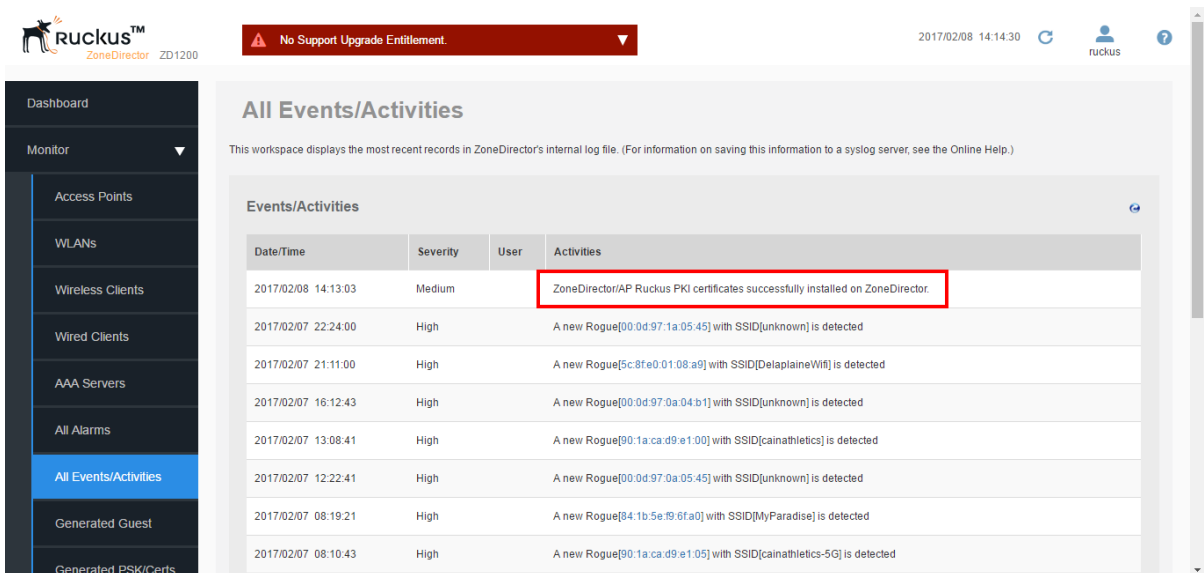 Ruckus™
ZoneDirector ZD1200
No Support Upgrade Entitlement.
2017/02/08 14:14:30
ruckus
?
Dashboard
Monitor
Access Points
WLANs
Wireless Clients
Wired Clients
AAA Servers
All Alarms
All Events/Activities
Generated Guest
Generated PSK/Certs
All Events/Activities
This workspace displays the most recent records in ZoneDirector's internal log file. (For information on saving this information to a syslog server, see the Online Help.)
Events/Activities
Date/Time Severity User Activities
2017/02/08 14:13:03 Medium ZoneDirector/AP Ruckus PKI certificates successfully installed on ZoneDirector.
2017/02/07 22:24:00 High A new Rogue[00:0d:97:1a:05:45] with SSID[unknown] is detected
2017/02/07 21:11:00 High A new Rogue[5c:8f:e0:01:08:a9] with SSID[DelaplaineWifi] is detected
2017/02/07 16:12:43 High A new Rogue[00:0d:97:0a:04:b1] with SSID[unknown] is detected
2017/02/07 13:08:41 High A new Rogue[90:1a:ca:d9:e1:00] with SSID[cainathletics] is detected
2017/02/07 12:22:41 High A new Rogue[00:0d:97:0a:05:45] with SSID[unknown] is detected
2017/02/07 08:19:21 High A new Rogue[84:1b:5e:f9:6f:a0] with SSID[MyParadise] is detected
2017/02/07 08:10:43 High A new Rogue[90:1a:ca:d9:e1:05] with SSID[cainathletics-5G] is detected